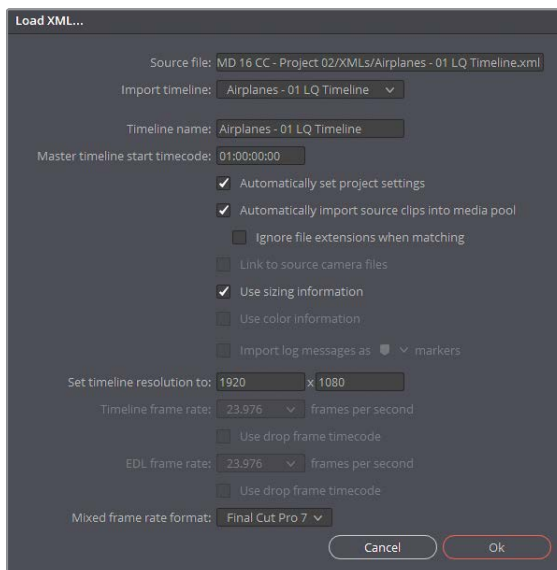 Load XML...
Source file: MD 16 CC - Project 02/XMLs/Airplanes - 01 LQ Timeline.xml
Import timeline: Airplanes - 01 LQ Timeline
Timeline name: Airplanes - 01 LQ Timeline
Master timeline start timecode: 01:00:00:00
Automatically set project settings
Automatically import source clips into media pool
Ignore file extensions when matching
Link to source camera files
Use sizing information
Use color information
Import log messages as markers
Set timeline resolution to: 1920 x 1080
Timeline frame rate: 23.976 frames per second
Use drop frame timecode
EDL frame rate: 23.976 frames per second
Use drop frame timecode
Mixed frame rate format: Final Cut Pro 7
Cancel Ok